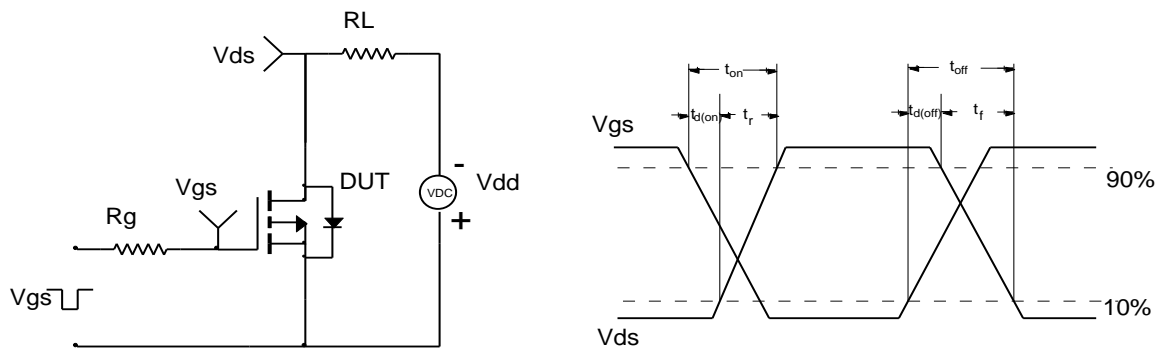 RL
Vds
-
VDC
Vdd
+
DUT
Vgs
Rg
Vgs
ton
toff
td(on)
tr
td(off)
tf
Vgs
90%
10%
Vds